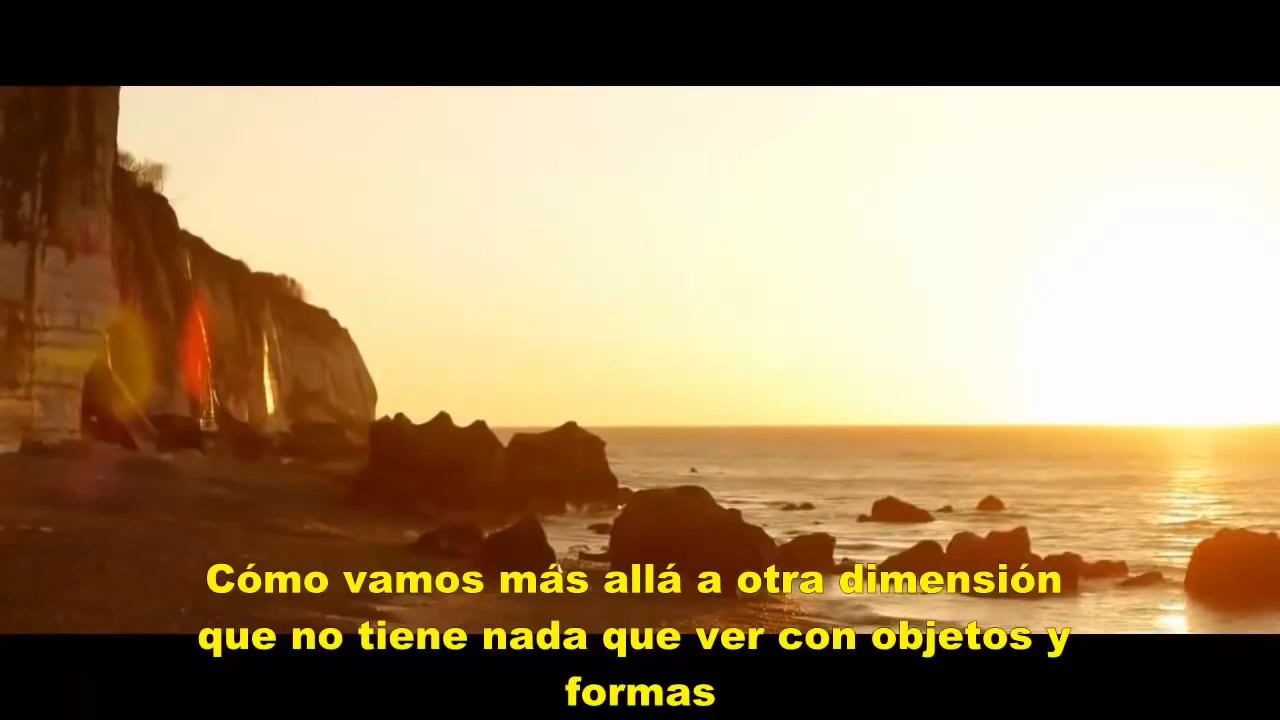 Cómo vamos más allá a otra dimensión
que no tiene nada que ver con objetos y
formas